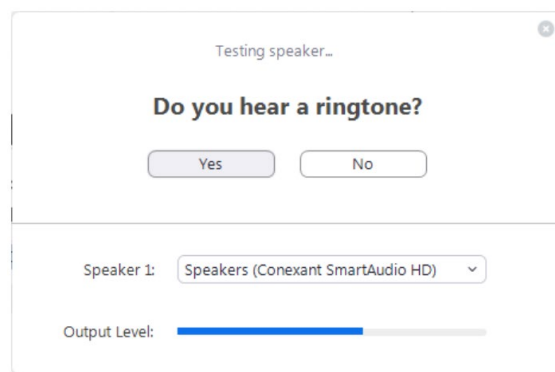 Testing speaker...
Do you hear a ringtone?
Yes No
Speaker 1: Speakers (Conexant SmartAudio HD)
Output Level: